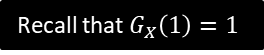 Recall that G_X(1) = 1